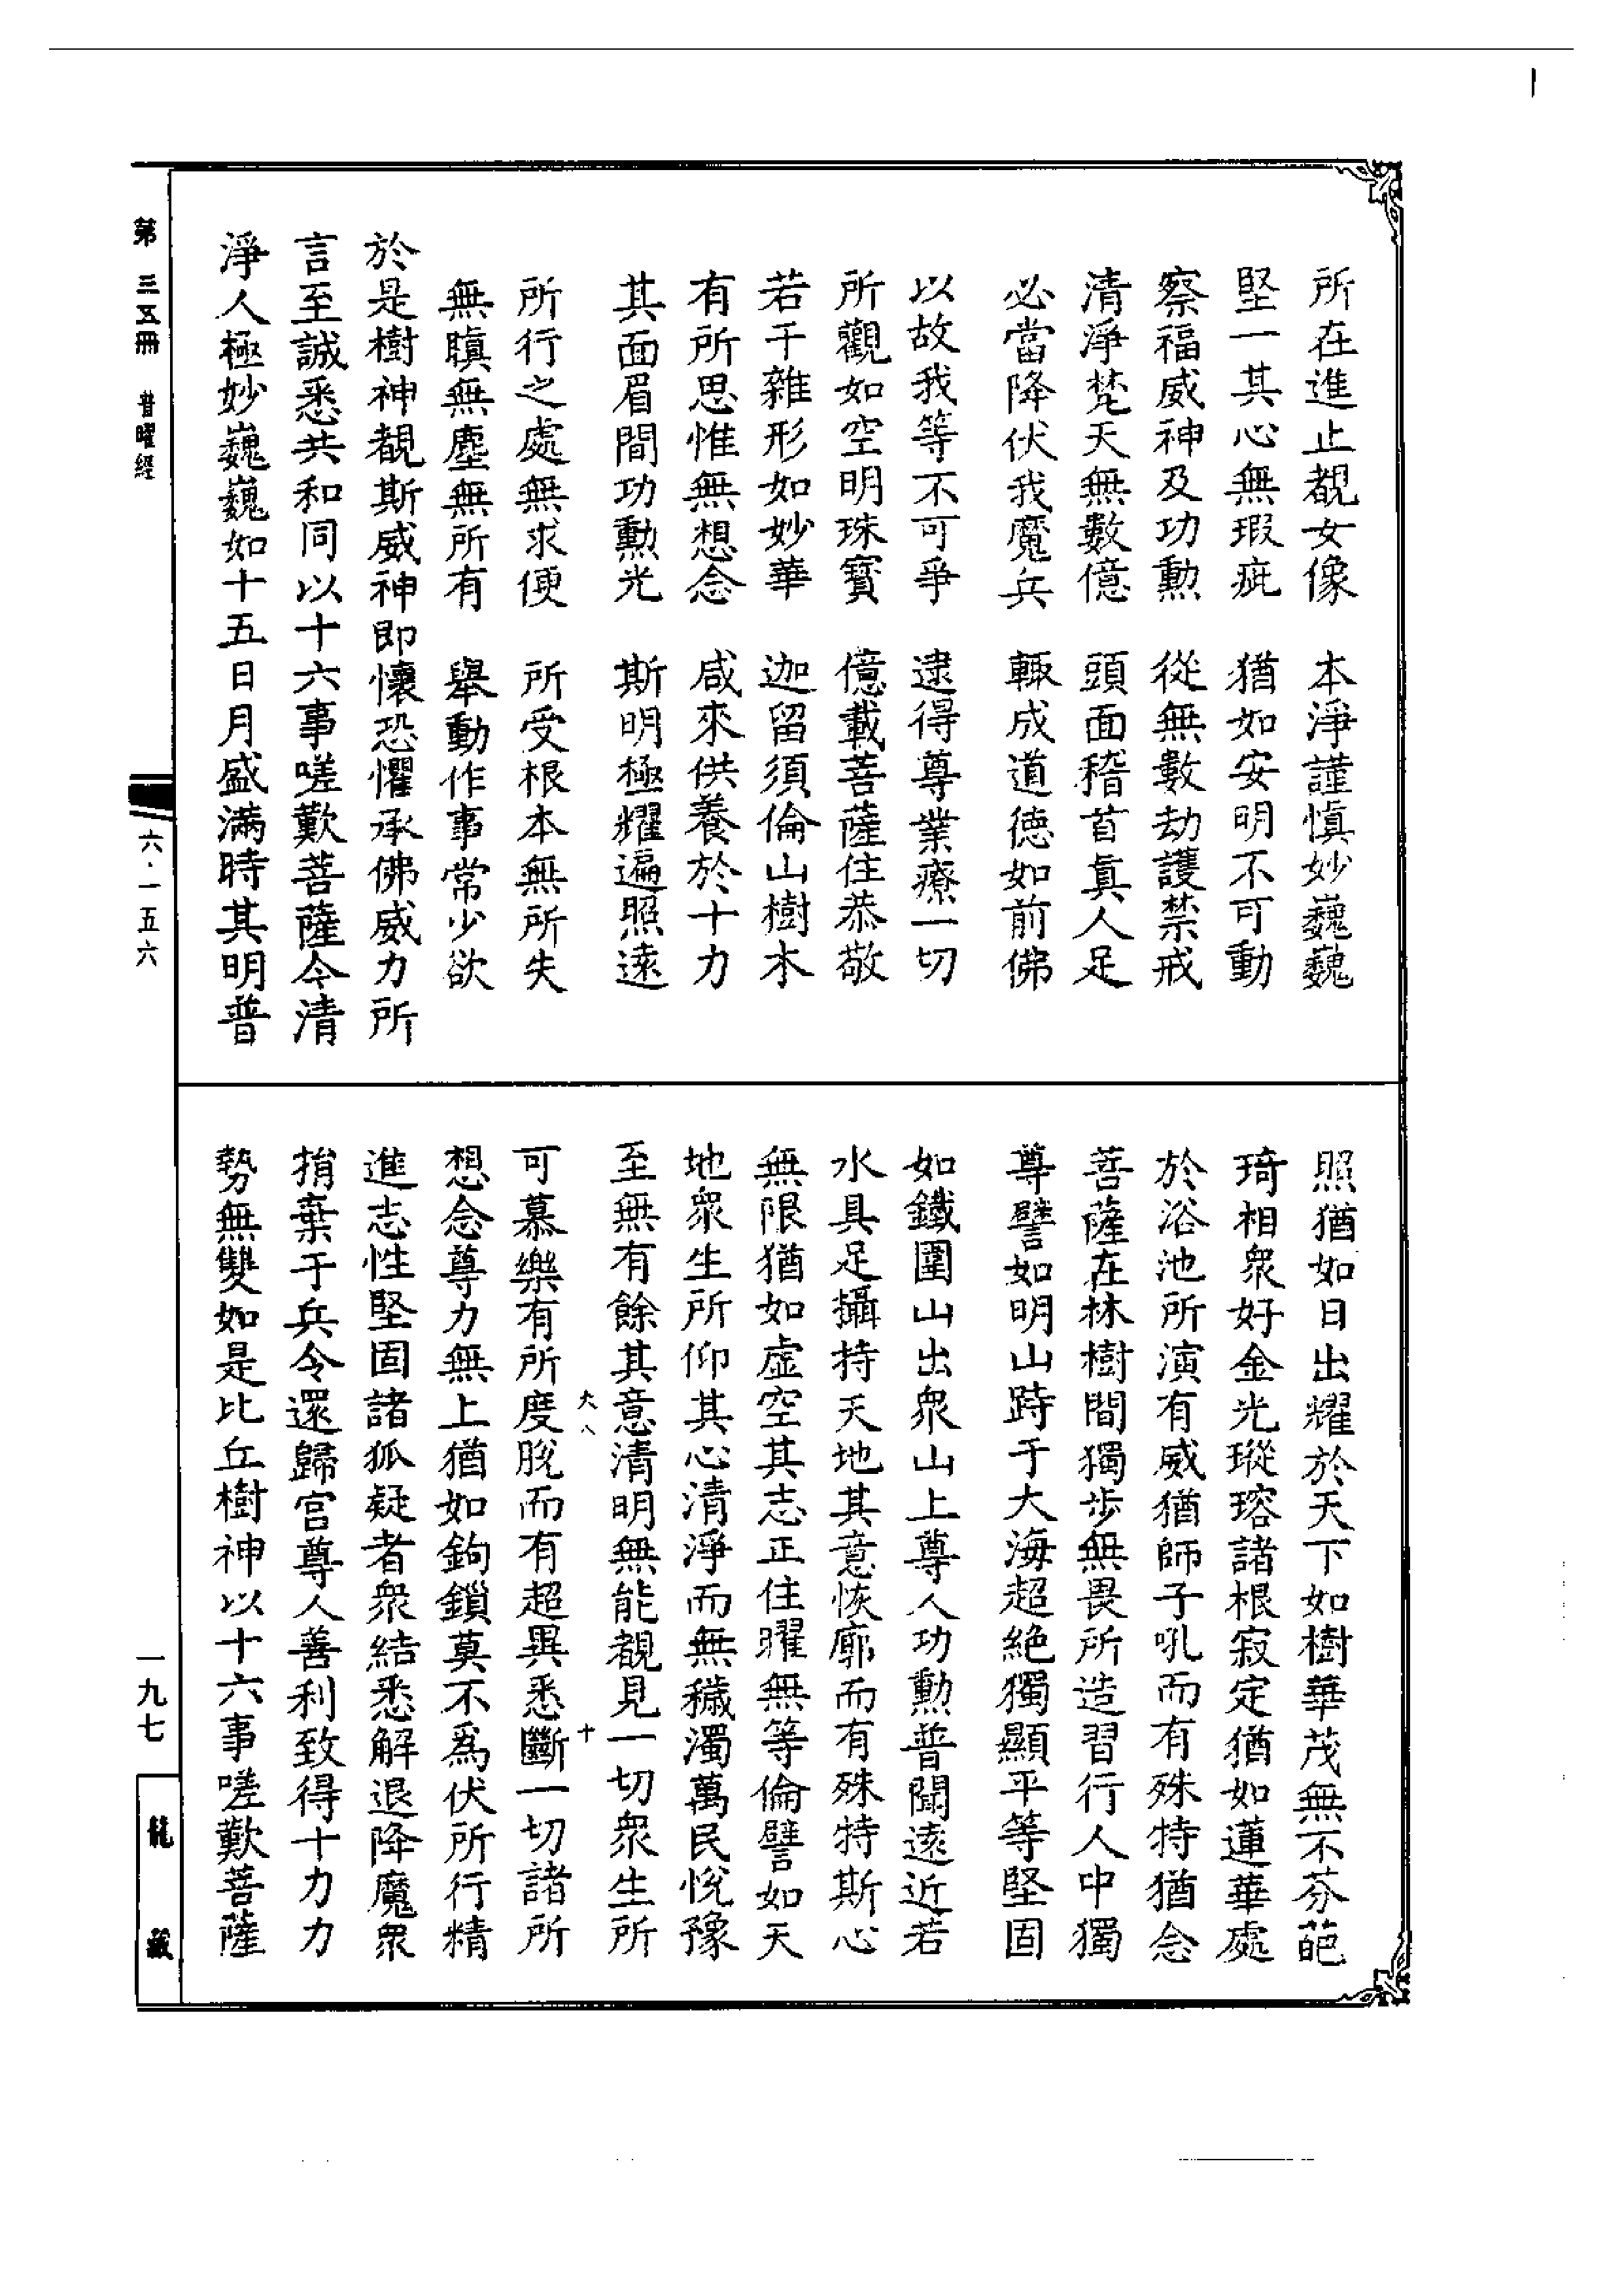 所在進止覩女像　本淨謹慎妙巍巍
堅一其心無瑕疵　猶如安明不可動
察福威神及功勳　從無數劫護禁戒
清淨梵天無數億　頭面稽首真人足
必當降伏我魔兵　輒成道德如前佛
以故我等不可爭　逮得尊業療一切
所觀如空明珠寶　億載菩薩住恭敬
若干雜形如妙華　迦留須倫山樹木
有所思惟無想念　咸來供養於十力
其面眉間功勳光　斯明極耀遍照遠
所行之處無求便　所受根本無所失
無瞋無塵無所有　舉動作事常少欲
於是樹神覩斯威神即懷恐懼承佛威力所
言至誠悉共和同以十六事嗟歎菩薩今清
淨人極妙巍巍如十五日月盛滿時其明普
照猶如日出耀於天下如樹華茂無不芬葩
琦相衆好金光瑽瑢諸根寂定猶如蓮華處
於浴池所演有威猶師子吼而有殊特猶念
菩薩在林樹間獨步無畏所造習行人中獨
尊譬如明山跱于大海超絶獨顯平等堅固
如鐵圍山出衆山上尊人功勳普聞遠近若
水具足攝持天地其意恢廓而有殊特斯心
無限猶如虛空其志正住曜無等倫譬如天
地衆生所仰其心清淨而無穢濁萬民悅豫
至無有餘其意清明無能覩見一切衆生所
可慕樂有所度脫而有超異悉斷一切諸所
想念尊力無上猶如鉤鎖莫不爲伏所行精
進志性堅固諸狐疑者衆結悉解退降魔衆
捐棄于兵令還歸宫尊人善利致得十力力
勢無雙如是比丘樹神以十六事嗟歎菩薩
大八
十
第三五冊　普曜經
六·一五六
一九七
龍藏